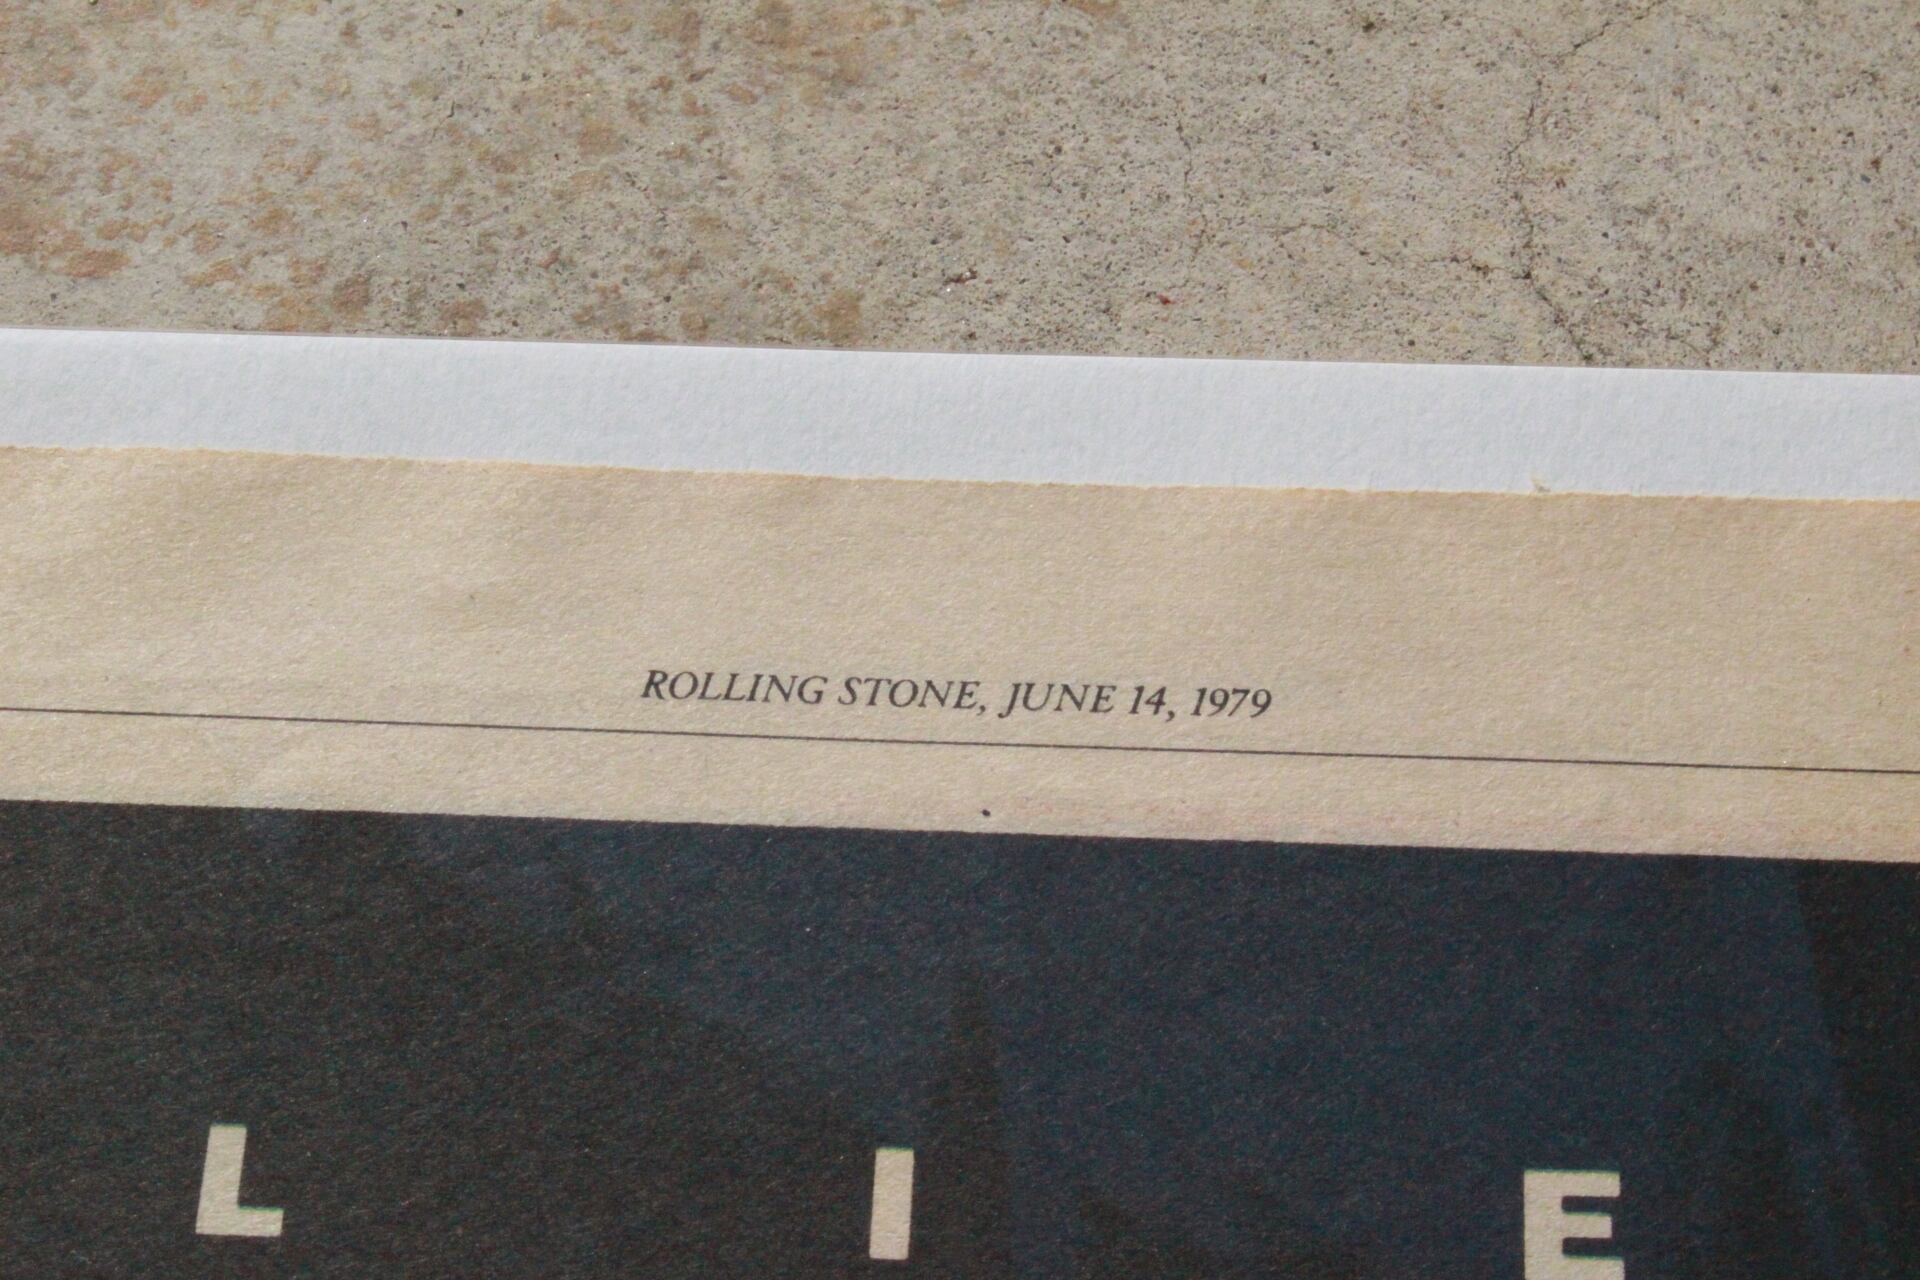 ROLLING STONE, JUNE 14, 1979
L I E